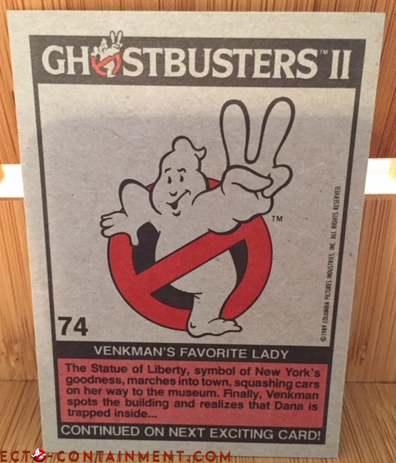 GHOSTBUSTERS™ II
TM
©1989 COLUMBIA PICTURES INDUSTRIES, INC. ALL RIGHTS RESERVED.
74
VENKMAN'S FAVORITE LADY
The Statue of Liberty, symbol of New York's
goodness, marches into town, squashing cars
on her way to the museum. Finally, Venkman
spots the building and realizes that Dana is
trapped inside...
CONTINUED ON NEXT EXCITING CARD!
ECTO-CONTAINMENT.COM